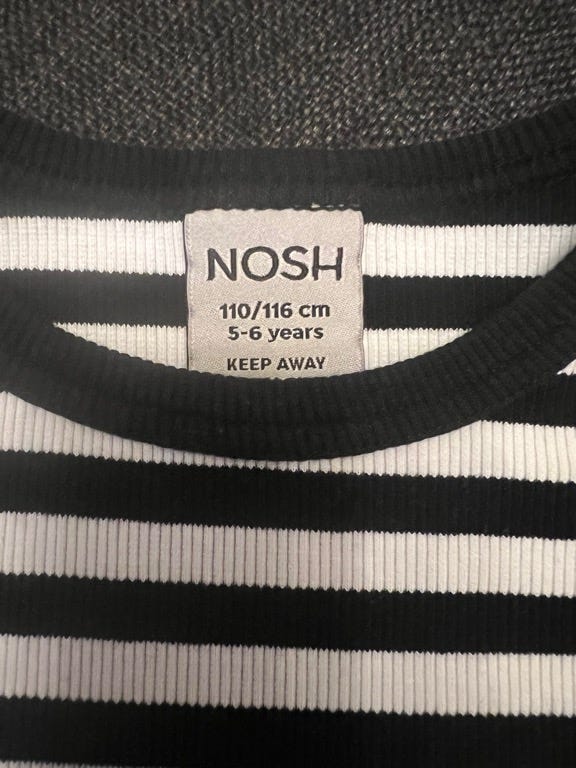 NOSH
110/116 cm
5-6 years
KEEP AWAY